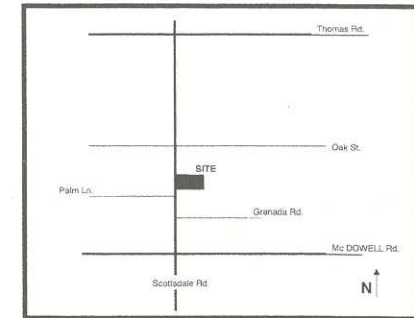 Thomas Rd.
Oak St.
SITE
Palm Ln.
Granada Rd.
Mc DOWELL Rd.
Scottsdale Rd.
N